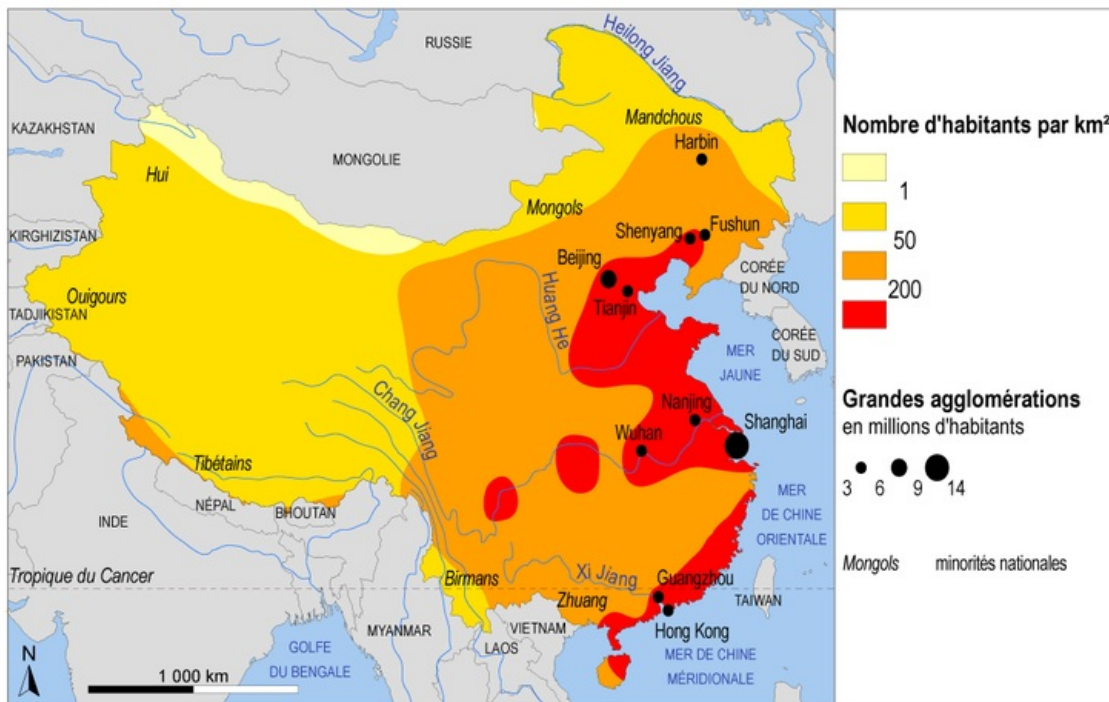 RUSSIE
Heilong Jiang
KAZAKHSTAN
Mandchous
Harbin
MONGOLIE
Hui
Mongols
KIRGHIZISTAN
Shenyang
Fushun
Beijing
CORÉE
DU NORD
Ouigours
Tianjin
TADJIKISTAN
Huang He
CORÉE
DU SUD
PAKISTAN
MER
JAUNE
Chang Jiang
Nanjing
Shanghai
Wuhan
Tibétains
NÉPAL
BHOUTAN
INDE
MER
DE CHINE
ORIENTALE
Tropique du Cancer
Birmans
Xi Jiang
Guangzhou
Zhuang
TAIWAN
MYANMAR
VIETNAM
Hong Kong
LAOS
GOLFE
DU BENGALE
MER DE CHINE
MÉRIDIONALE
N
1 000 km
Nombre d'habitants par km²
1
50
200
Grandes agglomérations
en millions d'habitants
3 6 9 14
Mongols minorités nationales